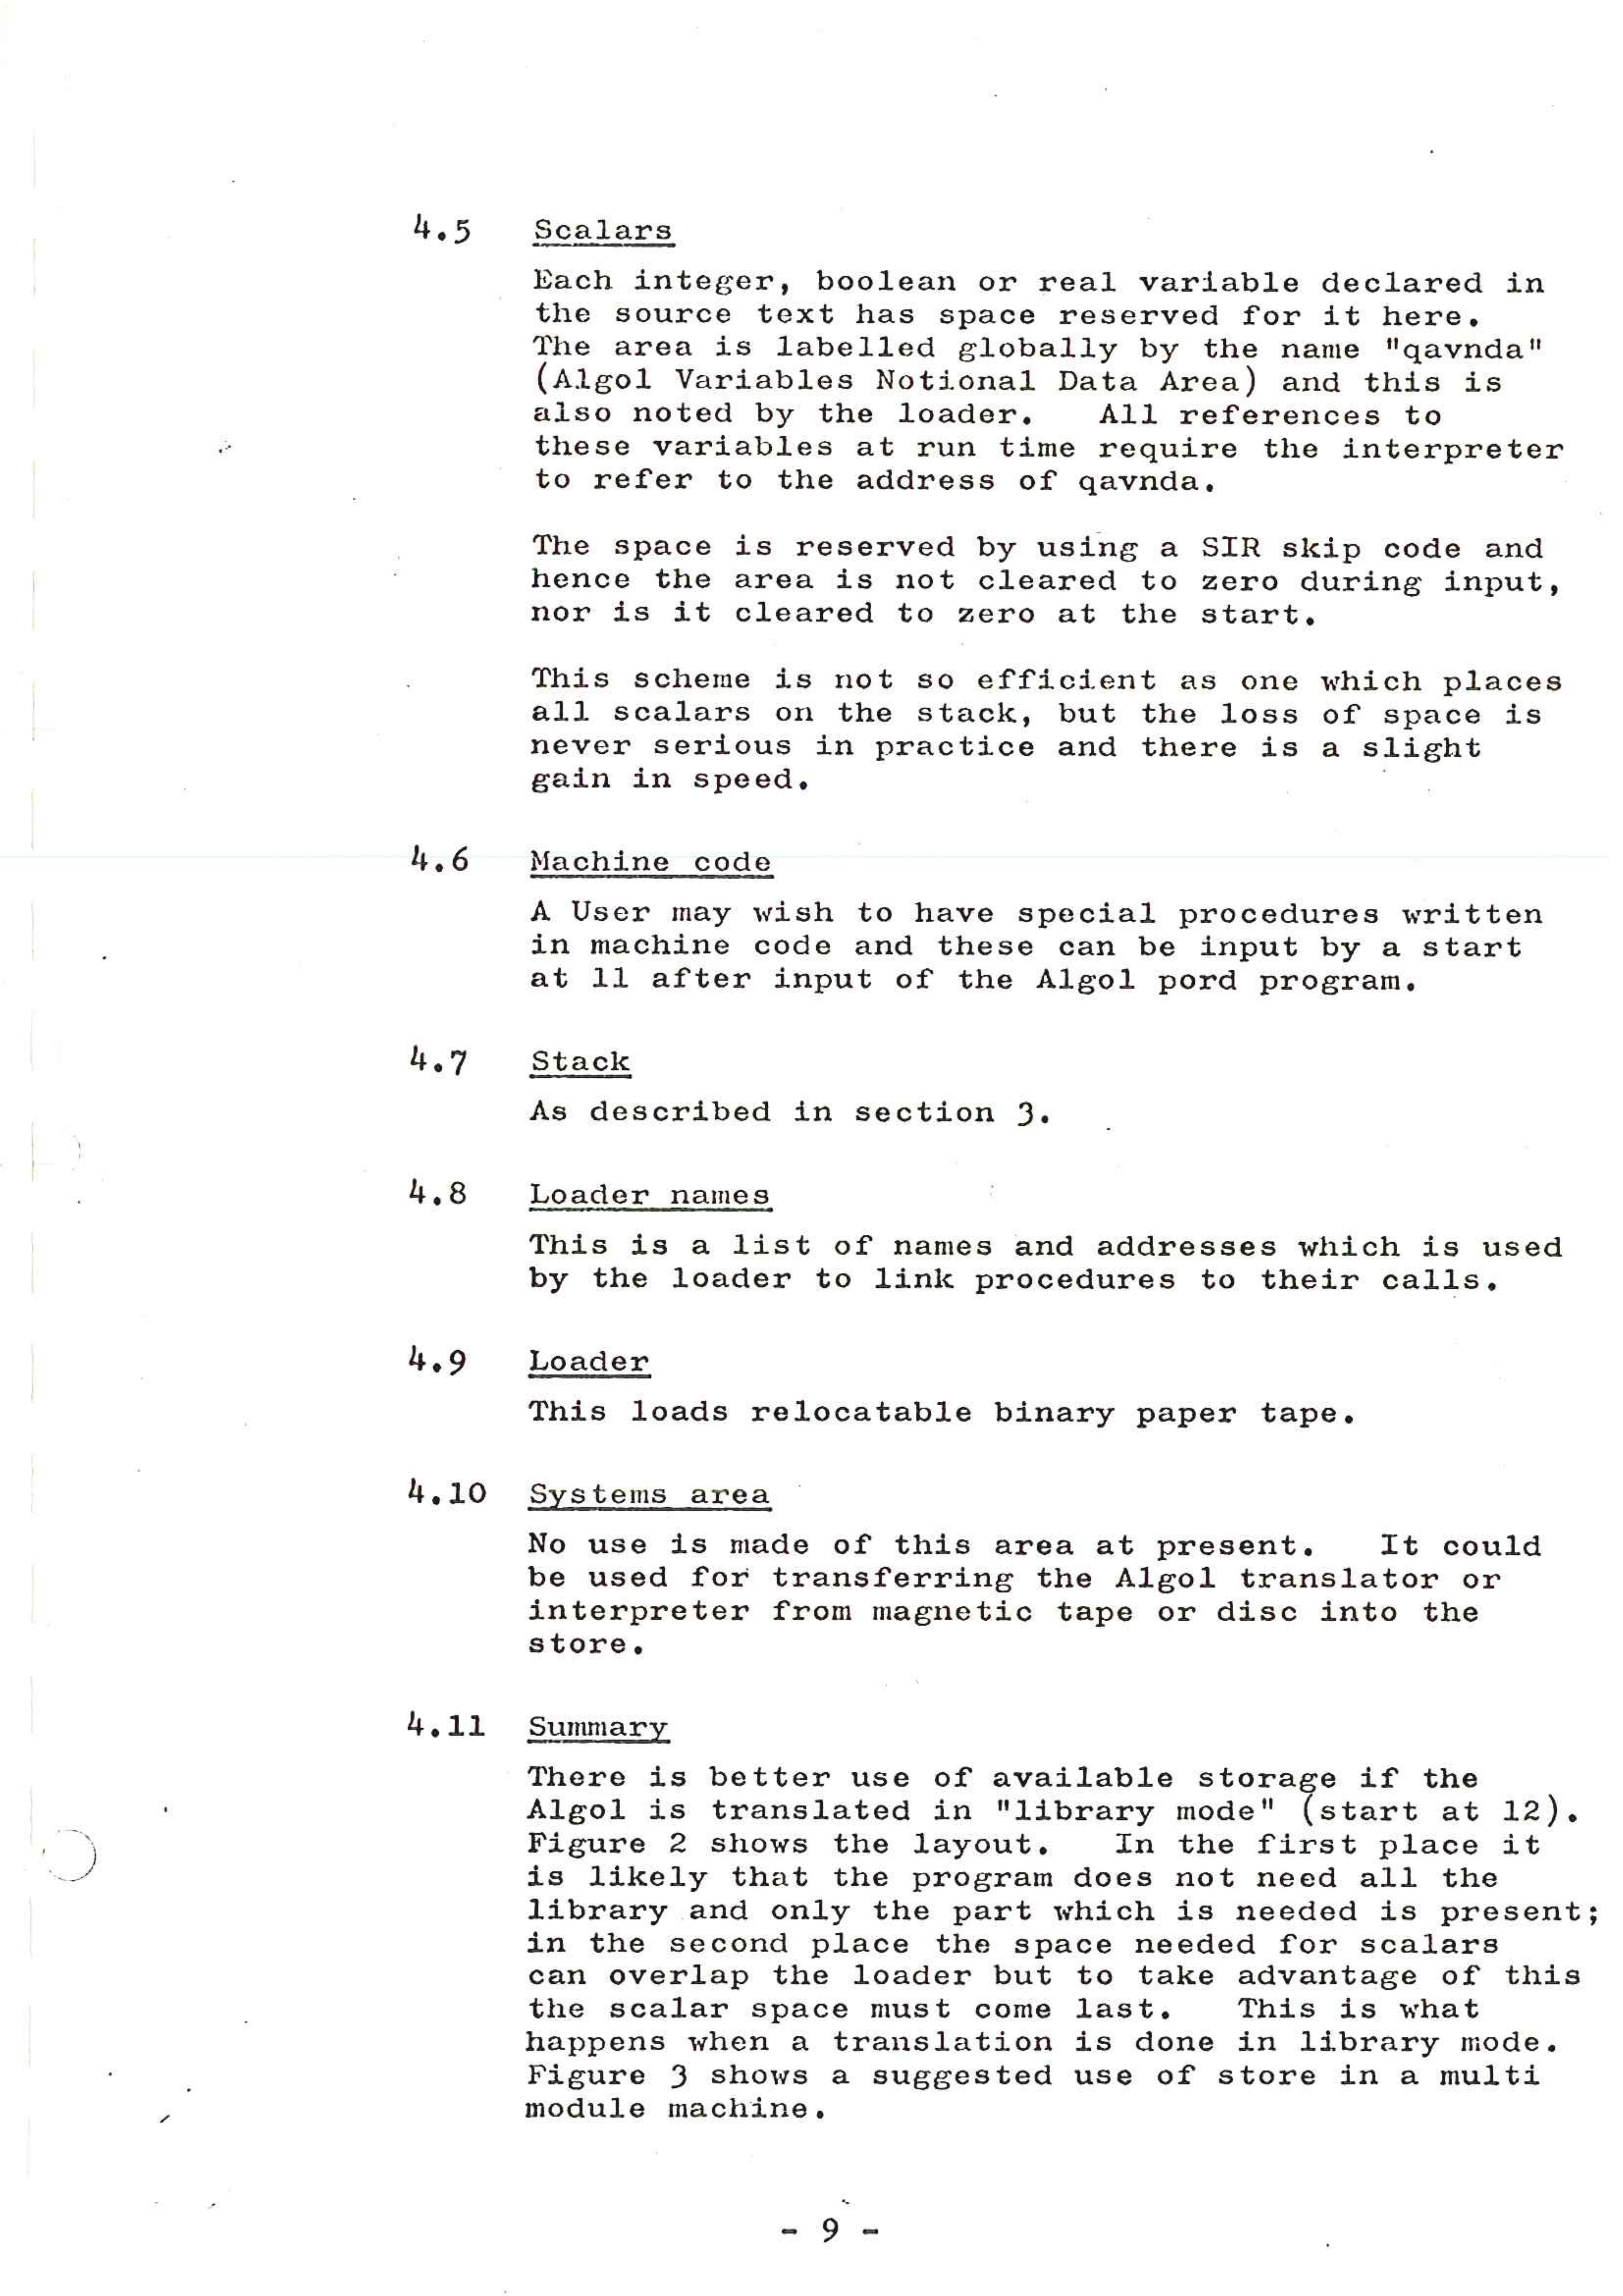 4.5 Scalars
Each integer, boolean or real variable declared in
the source text has space reserved for it here.
The area is labelled globally by the name "qavnda"
(Algol Variables Notional Data Area) and this is
also noted by the loader. All references to
these variables at run time require the interpreter
to refer to the address of qavnda.
The space is reserved by using a SIR skip code and
hence the area is not cleared to zero during input,
nor is it cleared to zero at the start.
This scheme is not so efficient as one which places
all scalars on the stack, but the loss of space is
never serious in practice and there is a slight
gain in speed.
4.6 Machine code
A User may wish to have special procedures written
in machine code and these can be input by a start
at 11 after input of the Algol pord program.
4.7 Stack
As described in section 3.
4.8 Loader names
This is a list of names and addresses which is used
by the loader to link procedures to their calls.
4.9 Loader
This loads relocatable binary paper tape.
4.10 Systems area
No use is made of this area at present. It could
be used for transferring the Algol translator or
interpreter from magnetic tape or disc into the
store.
4.11 Summary
There is better use of available storage if the
Algol is translated in "library mode" (start at 12).
Figure 2 shows the layout. In the first place it
is likely that the program does not need all the
library and only the part which is needed is present;
in the second place the space needed for scalars
can overlap the loader but to take advantage of this
the scalar space must come last. This is what
happens when a translation is done in library mode.
Figure 3 shows a suggested use of store in a multi
module machine.
- 9 -